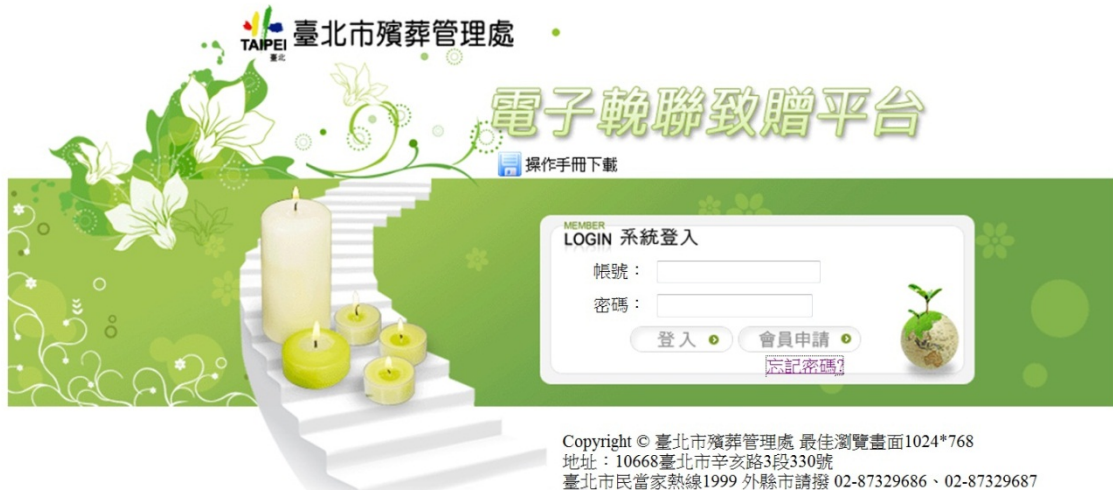 TAIPEI
臺北
臺北市殯葬管理處
電子輓聯致贈平台
操作手冊下載
MEMBER
LOGIN 系統登入
帳號：
密碼：
登入 會員申請
忘記密碼?
Copyright © 臺北市殯葬管理處 最佳瀏覽畫面1024*768
地址：10668臺北市辛亥路3段330號
臺北市民當家熱線1999 外縣市請撥 02-87329686、02-87329687